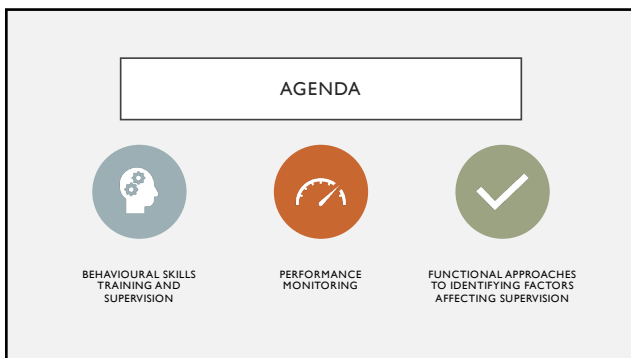 AGENDA
BEHAVIOURAL SKILLS
TRAINING AND
SUPERVISION
PERFORMANCE
MONITORING
FUNCTIONAL APPROACHES
TO IDENTIFYING FACTORS
AFFECTING SUPERVISION